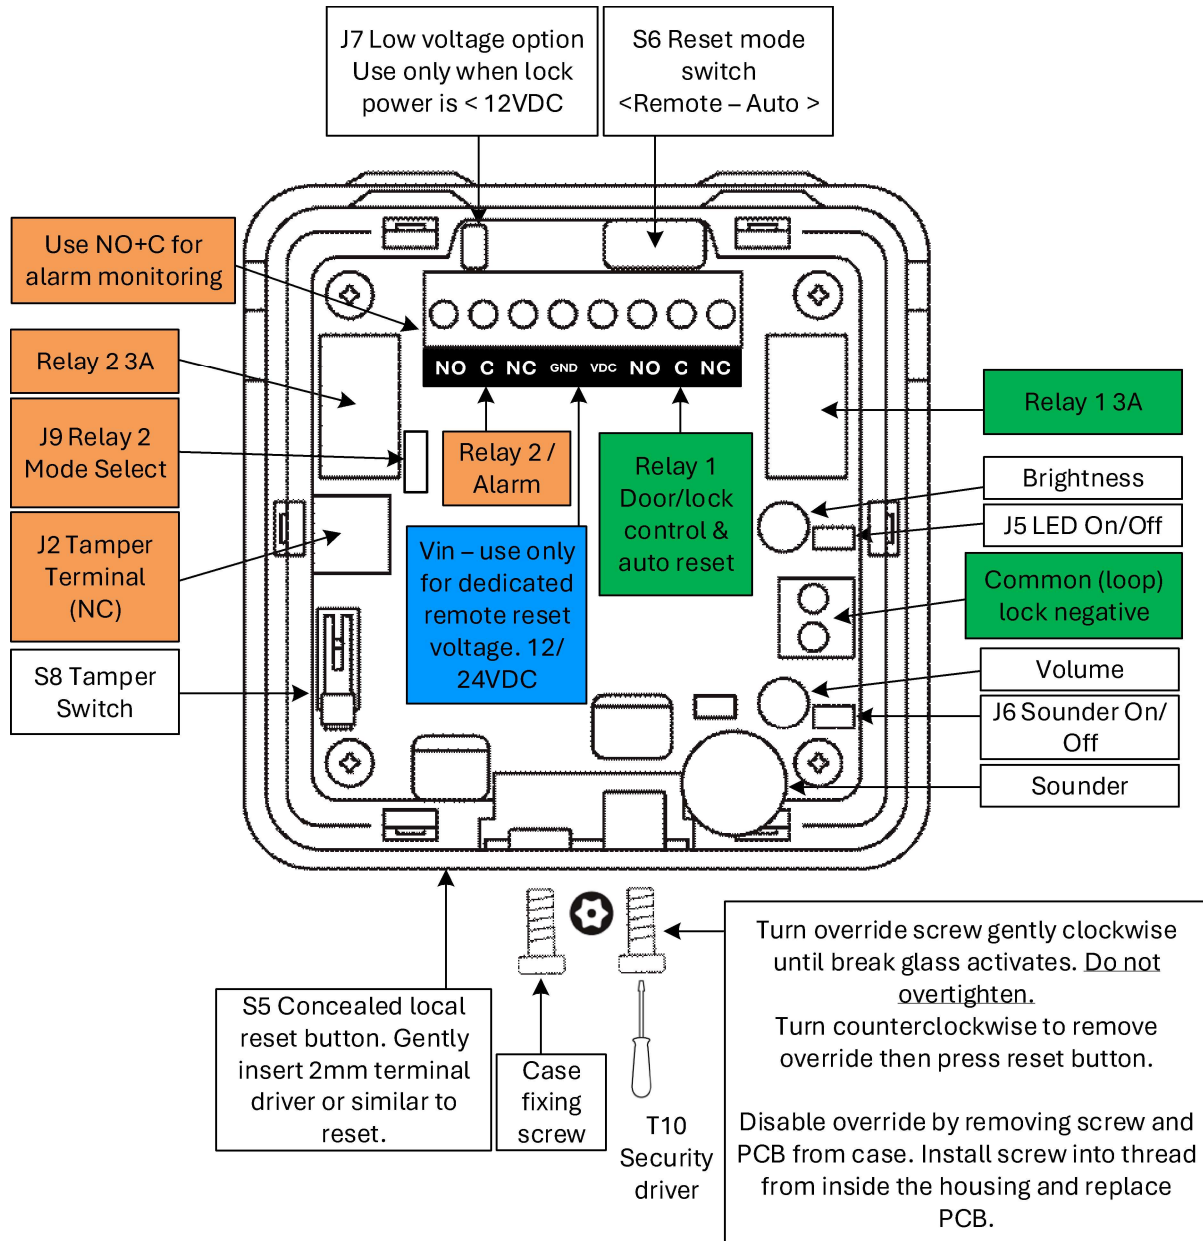 J7 Low voltage option
Use only when lock
power is < 12VDC
S6 Reset mode
switch
<Remote – Auto >
Use NO+C for
alarm monitoring
Relay 2 3A
J9 Relay 2
Mode Select
J2 Tamper
Terminal
(NC)
S8 Tamper
Switch
NO C NC GND VDC NO C NC
Relay 2 /
Alarm
Vin – use only
for dedicated
remote reset
voltage. 12/
24VDC
Relay 1
Door/lock
control &
auto reset
Relay 1 3A
Brightness
J5 LED On/Off
Common (loop)
lock negative
Volume
J6 Sounder On/
Off
Sounder
S5 Concealed local
reset button. Gently
insert 2mm terminal
driver or similar to
reset.
Case
fixing
screw
T10
Security
driver
Turn override screw gently clockwise
until break glass activates. Do not
overtighten.
Turn counterclockwise to remove
override then press reset button.
Disable override by removing screw and
PCB from case. Install screw into thread
from inside the housing and replace
PCB.